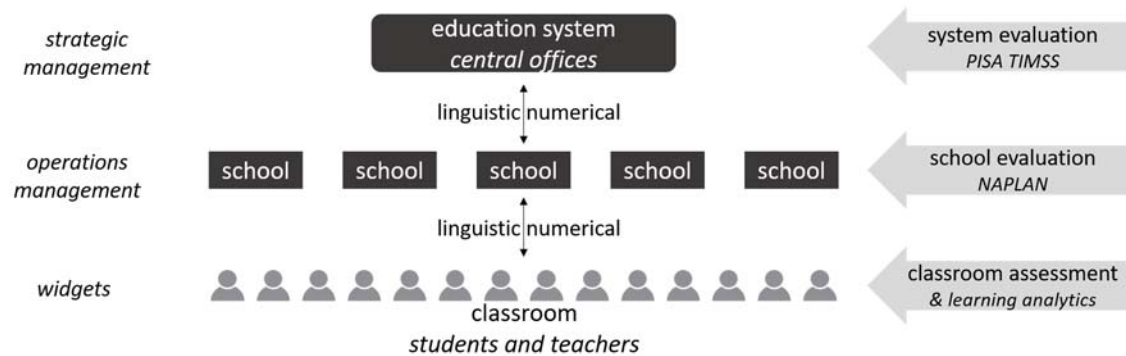 strategic
management
education system
central offices
system evaluation
PISA TIMSS
linguistic numerical
operations
management
school
school
school
school
school
school evaluation
NAPLAN
linguistic numerical
widgets
classroom
students and teachers
classroom assessment
& learning analytics